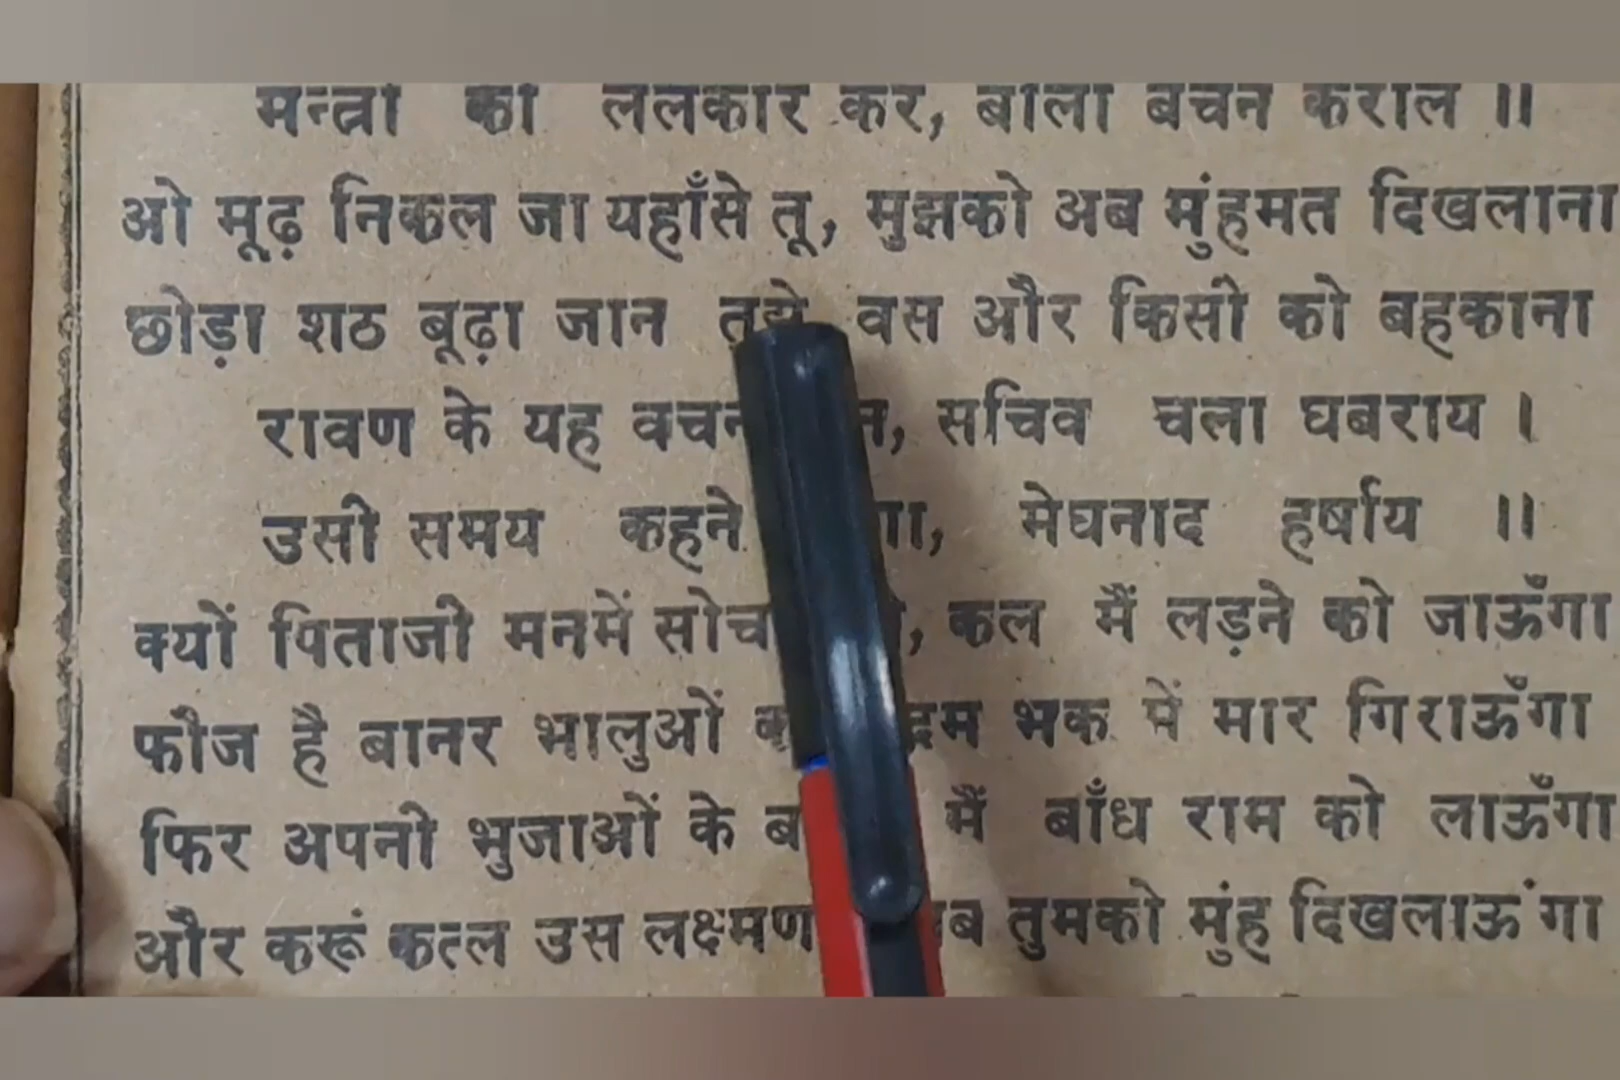 मन्त्री को ललकार कर, बोला बचन कराल ॥
ओ मूढ़ निकल जा यहाँसे तू, मुझको अब मुंहमत दिखलाना
छोड़ा शठ बूढ़ा जान तुझे वस और किसी को बहकाना
रावण के यह वचन सचिव चला घबराय ।
उसी समय कहने मेघनाद हर्षाय ॥
क्यों पिताजी मनमें कल मैं लड़ने को जाऊँगा
फौज है बानर भालुओं भक में मार गिराऊँगा
फिर अपनी भुजाओं के मैं बाँध राम को लाऊँगा
और करूं कत्ल उस लक्ष्मण तुमको मुंह दिखलाऊंगा